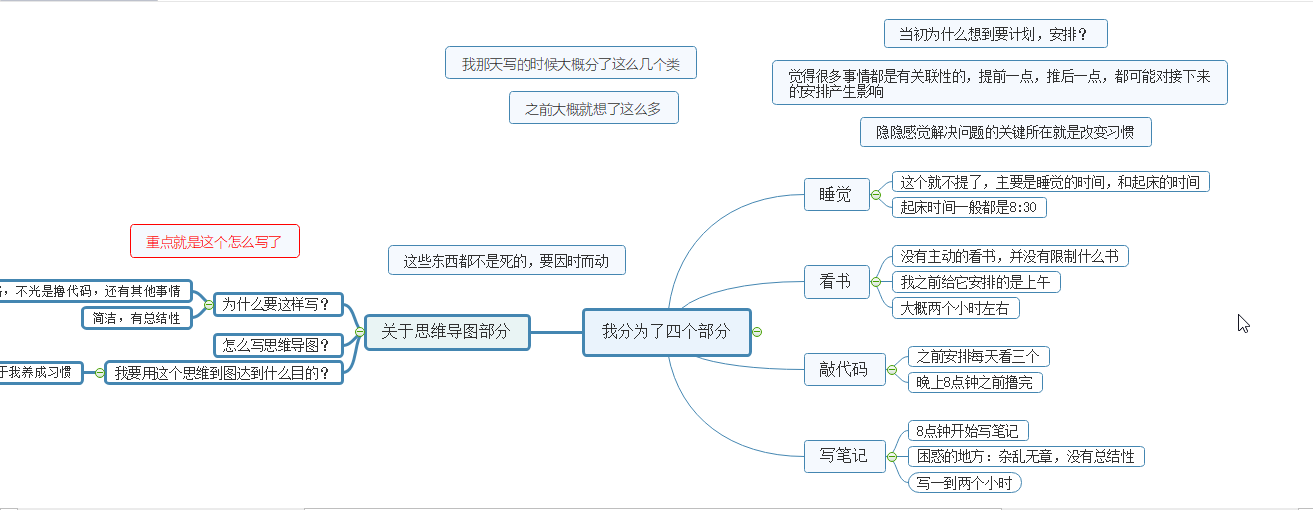 当初为什么想到要计划，安排？
我那天写的时候大概分了这么几个类
觉得很多事情都是有关联性的，提前一点，推后一点，都可能对接下来
的安排产生影响
之前大概就想了这么多
隐隐感觉解决问题的关键所在就是改变习惯
睡觉
这个就不提了，主要是睡觉的时间，和起床的时间
起床时间一般都是8:30
重点就是这个怎么写了
这些东西都不是死的，要因时而动
看书
没有主动的看书，并没有限制什么书
我之前给它安排的是上午
大概两个小时左右
，不光是撸代码，还有其他事情
简洁，有总结性
为什么要这样写？
怎么写思维导图？
于我养成习惯
我要用这个思维到图达到什么目的？
关于思维导图部分
我分为了四个部分
敲代码
之前安排每天看三个
晚上8点钟之前撸完
写笔记
8点钟开始写笔记
困惑的地方：杂乱无章，没有总结性
写一到两个小时